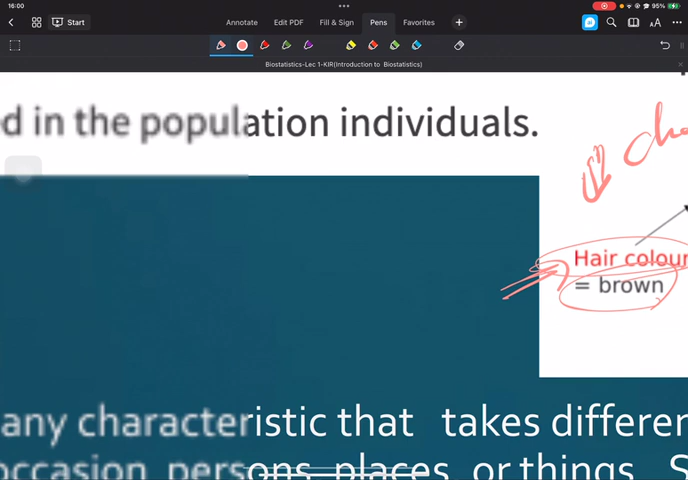 16:00
95%
Start
Annotate Edit PDF Fill & Sign Pens Favorites
Biostatistics-Lec 1-KIR(Introduction to Biostatistics)
d in the population individuals.
Hair colour
= brown
any characteristic that takes differen
occasion persons places or things S